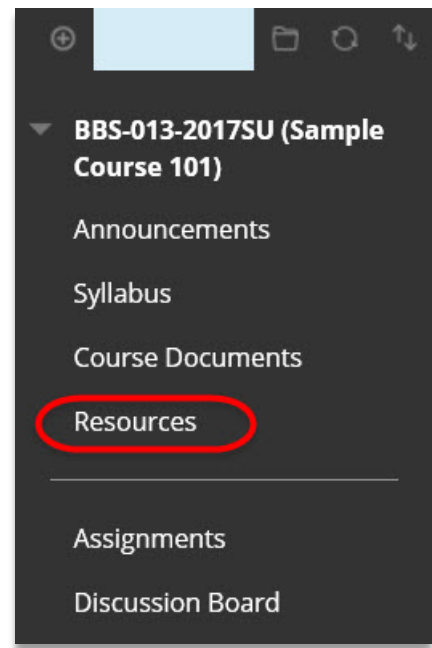 BBS-013-2017SU (Sample
Course 101)
Announcements
Syllabus
Course Documents
Resources
Assignments
Discussion Board